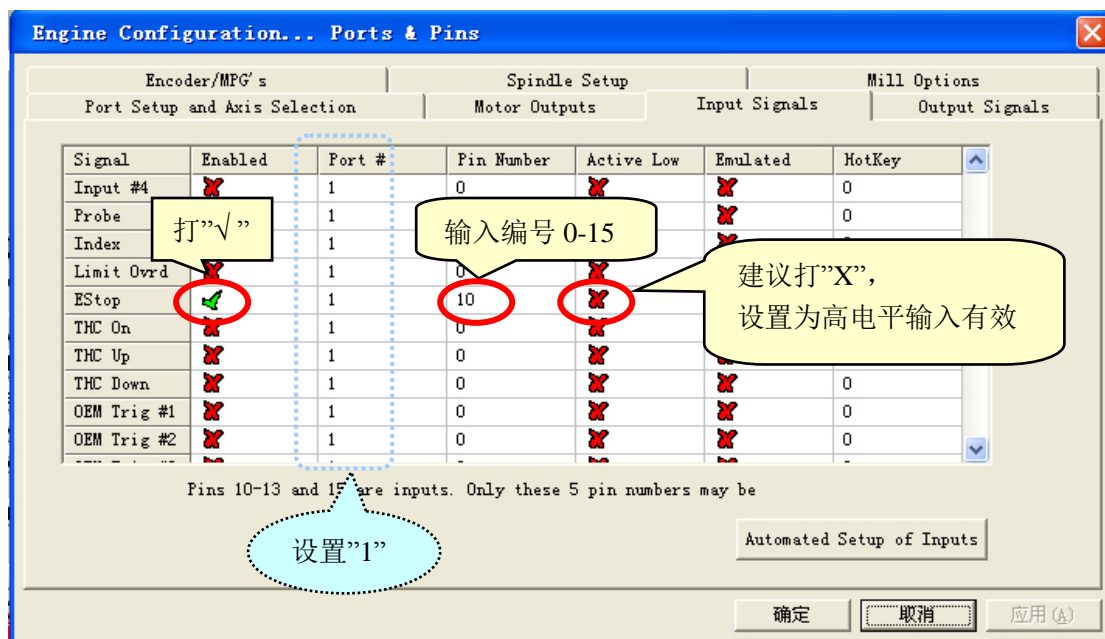 Engine Configuration... Ports & Pins
Encoder/MPG's Spindle Setup Mill Options
Port Setup and Axis Selection Motor Outputs Input Signals Output Signals
Signal Enabled Port # Pin Number Active Low Emulated HotKey
Input #4 1 0 0
Probe 1 0
Index 1
Limit Ovrd 1 0
EStop 1 10
THC On 1 0
THC Up 1 0
THC Down 1 0 0
OEM Trig #1 1 0 0
OEM Trig #2 1 0 0
打”√”
输入编号 0-15
建议打”X”,
设置为高电平输入有效
Pins 10-13 and 15 are inputs. Only these 5 pin numbers may be
设置”1”
Automated Setup of Inputs
确定 取消 应用(A)